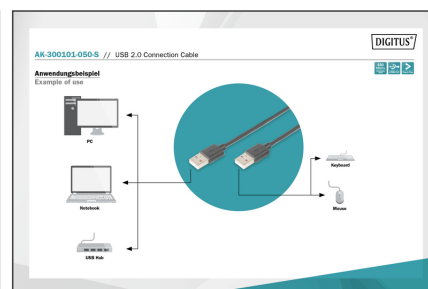 DIGITUS®
AK-300101-050-S // USB 2.0 Connection Cable
Anwendungsbeispiel
Example of use
PC
Notebook
USB Hub
Keyboard
Mouse